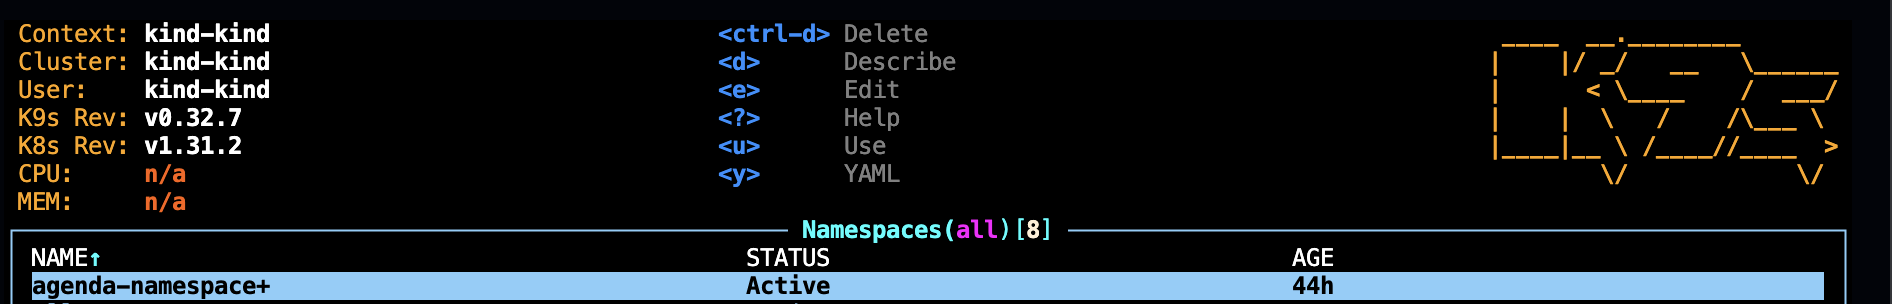 Context: kind-kind <ctrl-d> Delete
Cluster: kind-kind <d> Describe
User: kind-kind <e> Edit
K9s Rev: v0.32.7 <?> Help
K8s Rev: v1.31.2 <u> Use
CPU: n/a <y> YAML
MEM: n/a
Namespaces(all)[8]
NAME↑ STATUS AGE
agenda-namespace+ Active 44h